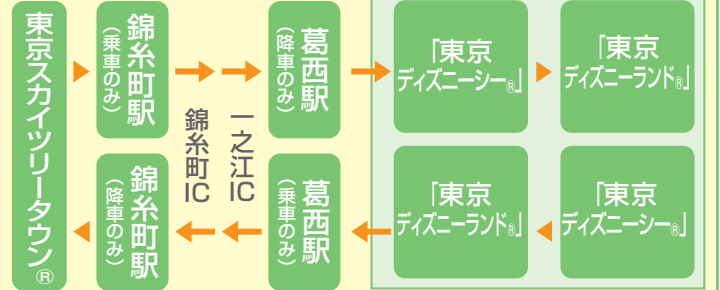 東京スカイツリータウン®
錦糸町駅
(乗車のみ)
錦糸町IC
一之江IC
葛西駅
(降車のみ)
「東京
ディズニーシー®」
「東京
ディズニーランド®」
錦糸町駅
(降車のみ)
葛西駅
(乗車のみ)
「東京
ディズニーランド®」
「東京
ディズニーシー®」